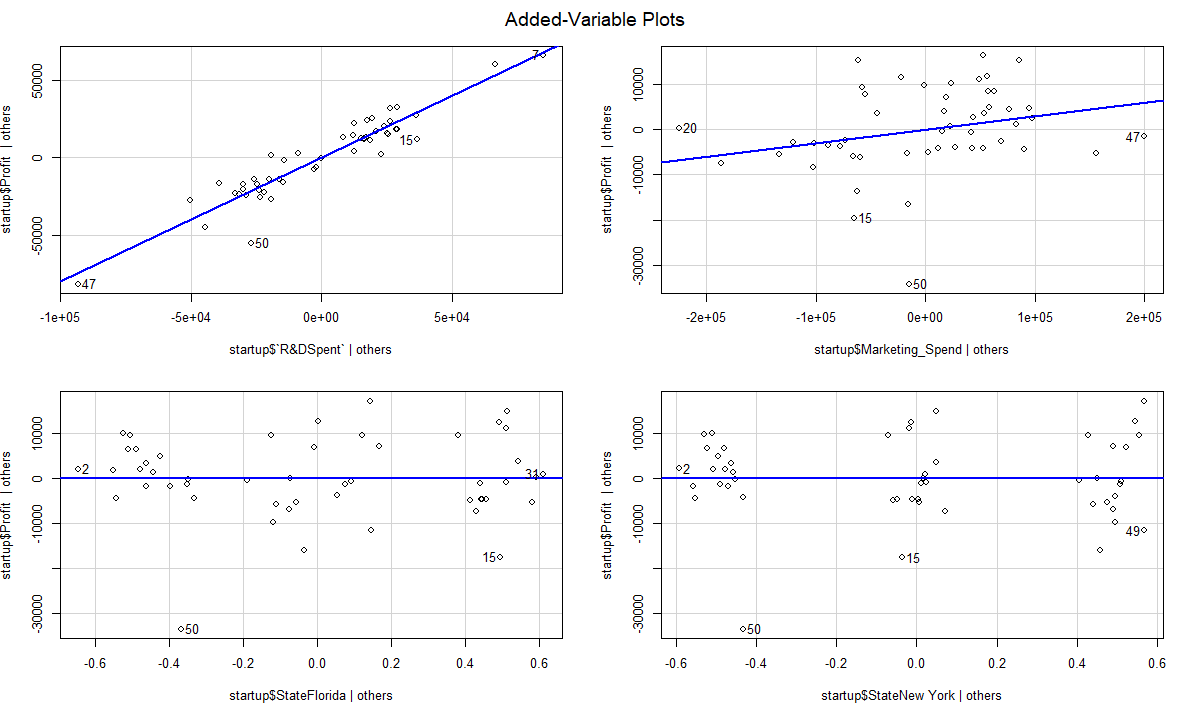 Added-Variable Plots
startup$Profit | others
50000
0
-50000
7
15
50
47
-1e+05 -5e+04 0e+00 5e+04
startup$`R&DSpent` | others
startup$Profit | others
10000
0
-10000
-30000
20
47
15
50
-2e+05 -1e+05 0e+00 1e+05 2e+05
startup$Marketing_Spend | others
startup$Profit | others
10000
0
-10000
-30000
2
31
15
50
-0.6 -0.4 -0.2 0.0 0.2 0.4 0.6
startup$StateFlorida | others
startup$Profit | others
10000
0
-10000
-30000
2
49
15
50
-0.6 -0.4 -0.2 0.0 0.2 0.4 0.6
startup$StateNew York | others